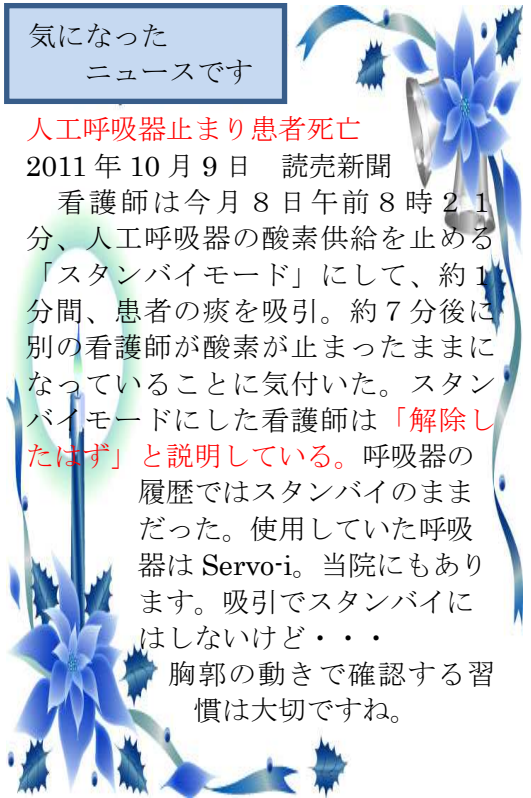 気になった
ニュースです
人工呼吸器止まり患者死亡
2011 年 10 月 9 日　読売新聞
　看護師は今月８日午前８時２１
分、人工呼吸器の酸素供給を止める
「スタンバイモード」にして、約１
分間、患者の痰を吸引。約７分後に
別の看護師が酸素が止まったままに
なっていることに気付いた。スタン
バイモードにした看護師は「解除し
たはず」と説明している。呼吸器の
履歴ではスタンバイのまま
だった。使用していた呼吸
器は Servo-i。当院にもあり
ます。吸引でスタンバイに
はしないけど・・・
胸郭の動きで確認する習
慣は大切ですね。